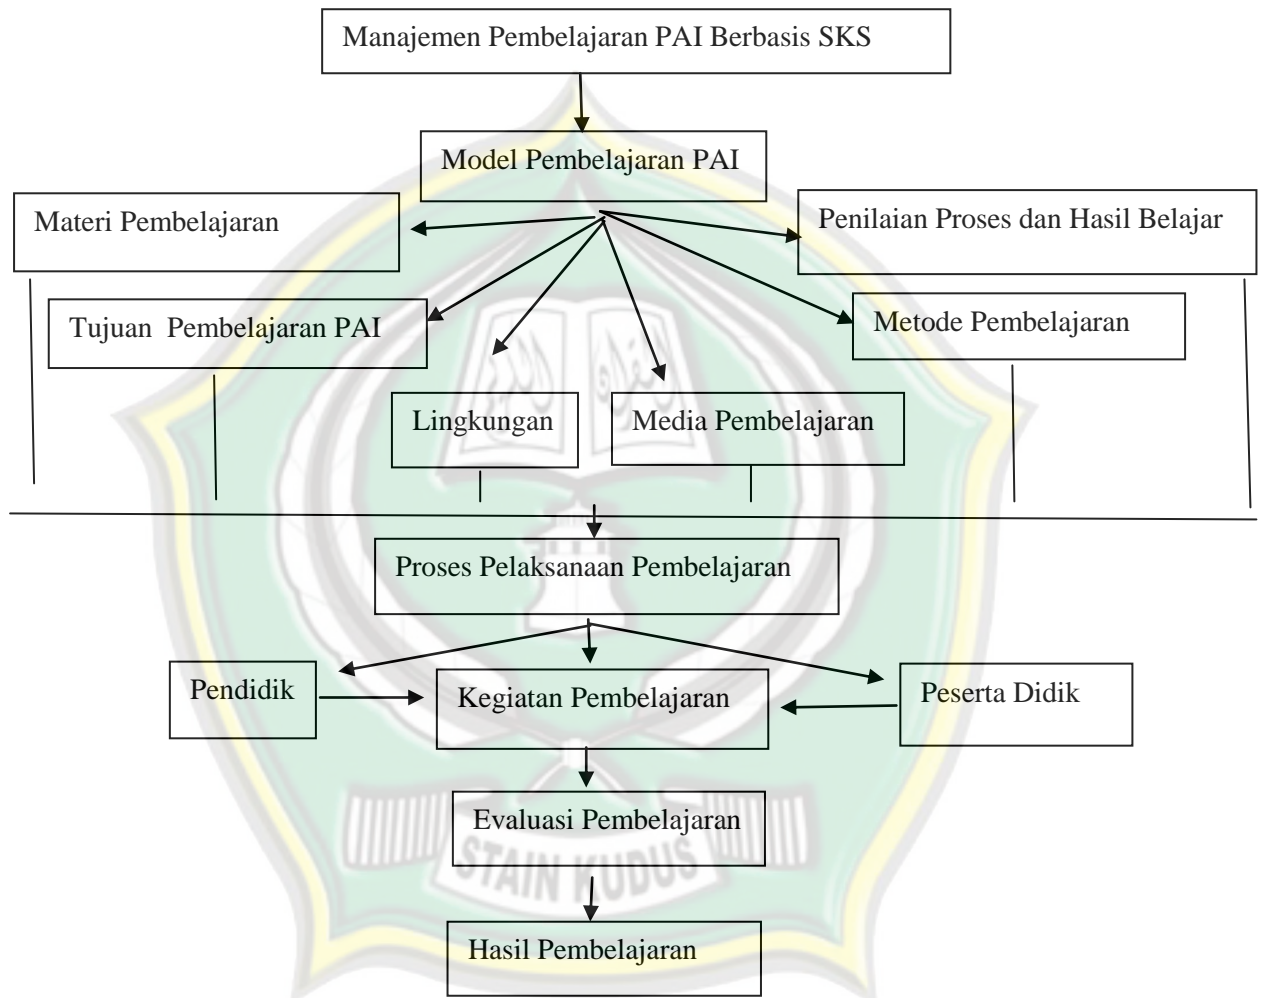 Manajemen Pembelajaran PAI Berbasis SKS
Model Pembelajaran PAI
Materi Pembelajaran
Penilaian Proses dan Hasil Belajar
Tujuan Pembelajaran PAI
Metode Pembelajaran
Lingkungan
Media Pembelajaran
Proses Pelaksanaan Pembelajaran
Pendidik
Kegiatan Pembelajaran
Peserta Didik
Evaluasi Pembelajaran
STAIN KUDUS
Hasil Pembelajaran